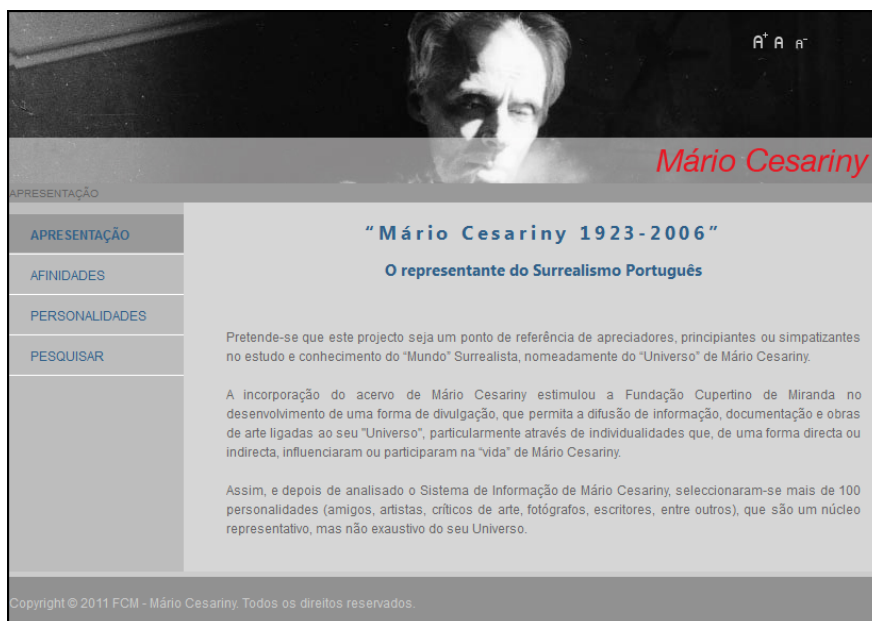 A+ A A-
Mário Cesariny
APRESENTAÇÃO
APRESENTAÇÃO
AFINIDADES
PERSONALIDADES
PESQUISAR
“Mário Cesariny 1923-2006”
O representante do Surrealismo Português
Pretende-se que este projecto seja um ponto de referência de apreciadores, principiantes ou simpatizantes
no estudo e conhecimento do “Mundo” Surrealista, nomeadamente do “Universo” de Mário Cesariny.
A incorporação do acervo de Mário Cesariny estimulou a Fundação Cupertino de Miranda no
desenvolvimento de uma forma de divulgação, que permita a difusão de informação, documentação e obras
de arte ligadas ao seu "Universo", particularmente através de individualidades que, de uma forma directa ou
indirecta, influenciaram ou participaram na “vida” de Mário Cesariny.
Assim, e depois de analisado o Sistema de Informação de Mário Cesariny, seleccionaram-se mais de 100
personalidades (amigos, artistas, críticos de arte, fotógrafos, escritores, entre outros), que são um núcleo
representativo, mas não exaustivo do seu Universo.
Copyright © 2011 FCM - Mário Cesariny. Todos os direitos reservados.